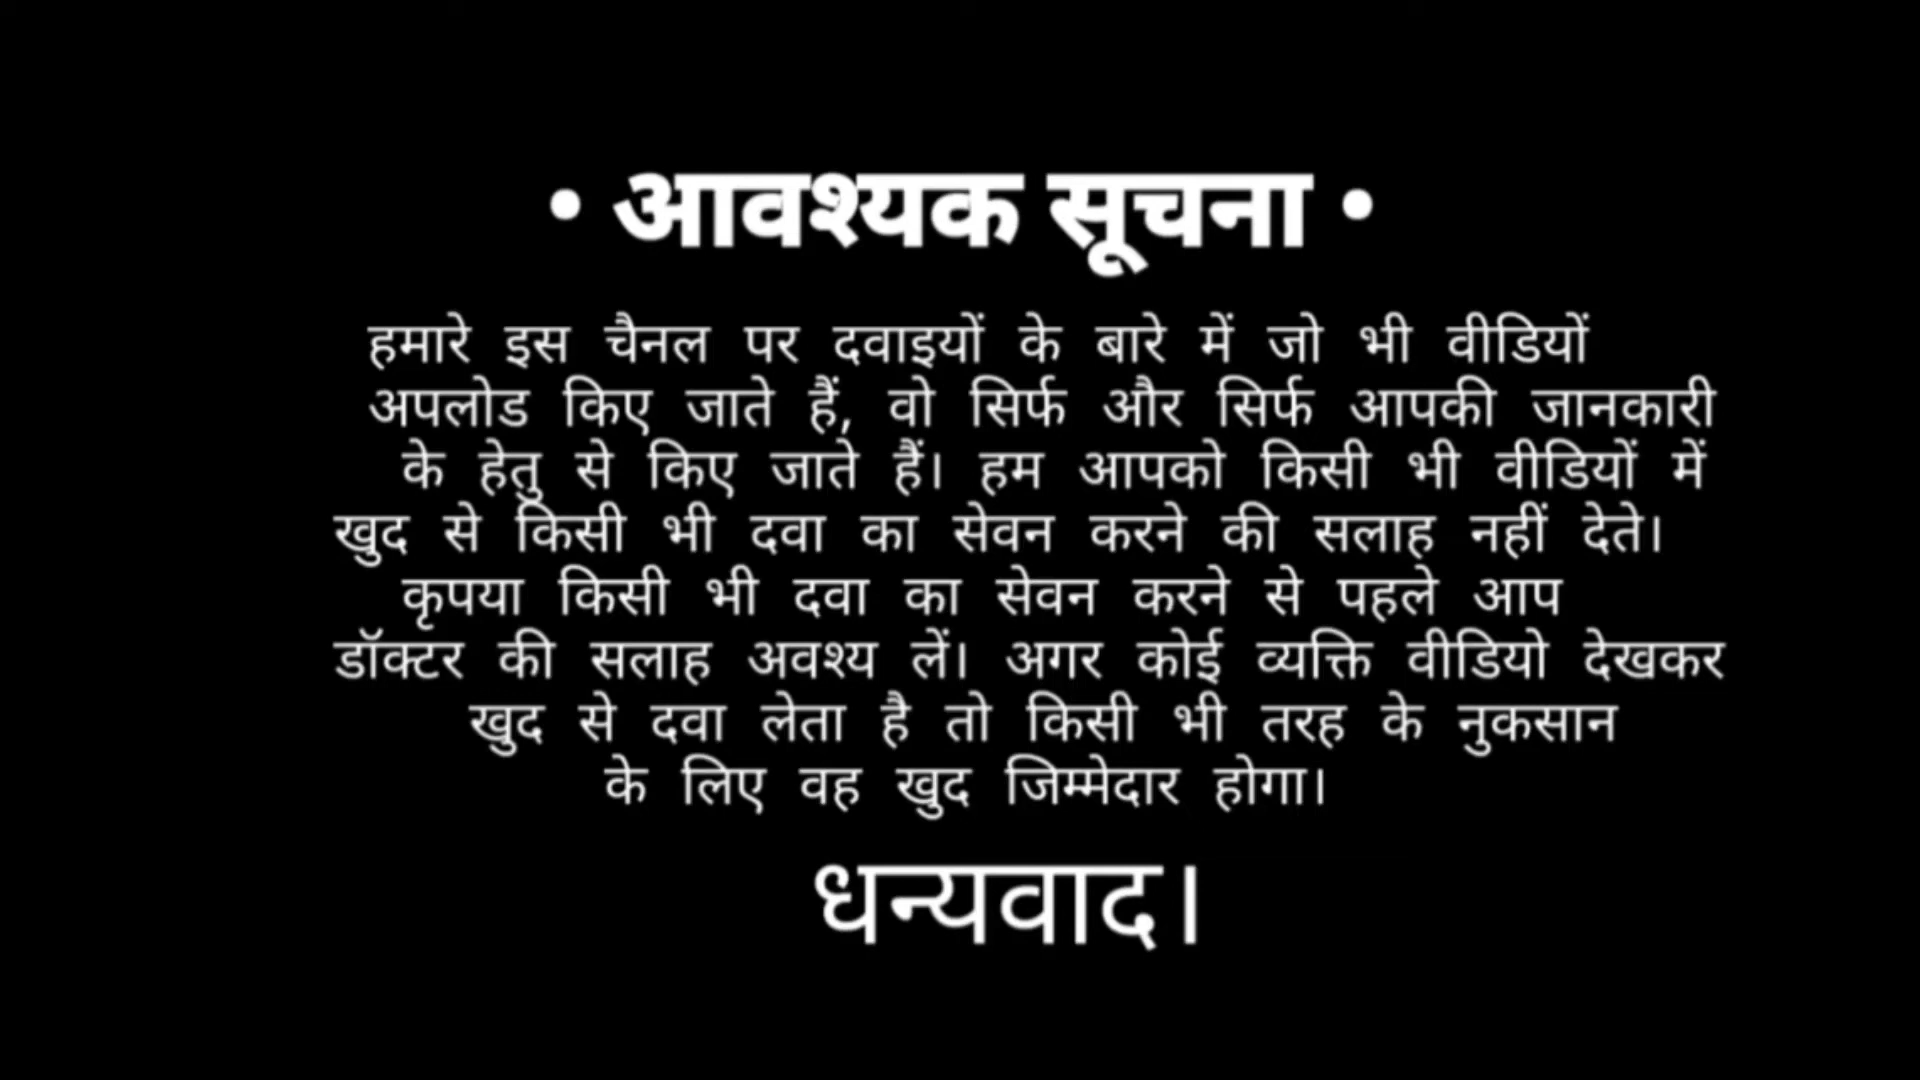 • आवश्यक सूचना •
हमारे इस चैनल पर दवाइयों के बारे में जो भी वीडियों
अपलोड किए जाते हैं, वो सिर्फ और सिर्फ आपकी जानकारी
के हेतु से किए जाते हैं। हम आपको किसी भी वीडियों में
खुद से किसी भी दवा का सेवन करने की सलाह नहीं देते।
कृपया किसी भी दवा का सेवन करने से पहले आप
डॉक्टर की सलाह अवश्य लें। अगर कोई व्यक्ति वीडियो देखकर
खुद से दवा लेता है तो किसी भी तरह के नुकसान
के लिए वह खुद जिम्मेदार होगा।
धन्यवाद।